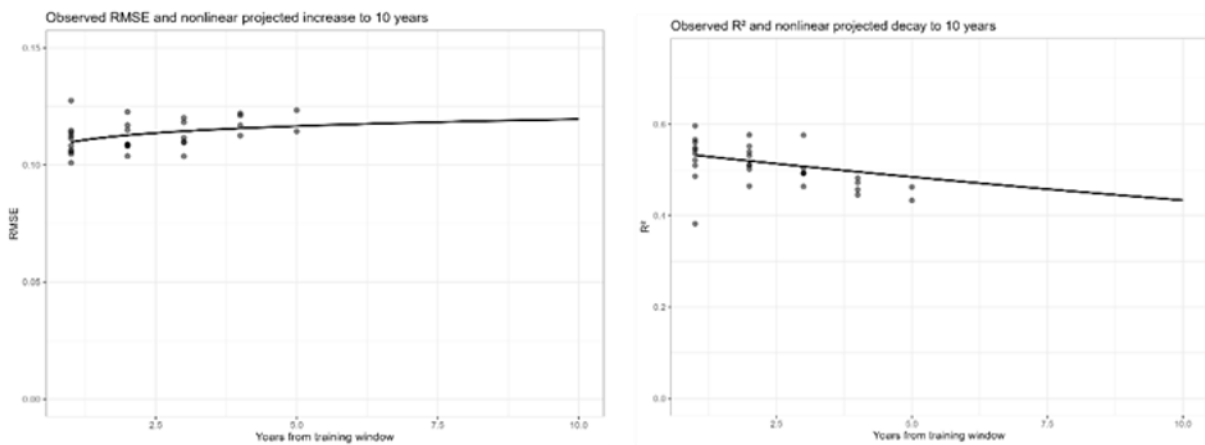 Observed RMSE and nonlinear projected increase to 10 years
0.15
0.10
0.05
0.00
RMSE
2.5
5.0
7.5
10.0
Years from training window
Observed R² and nonlinear projected decay to 10 years
0.6
0.4
0.2
0.0
R²
2.5
5.0
7.5
10.0
Years from training window